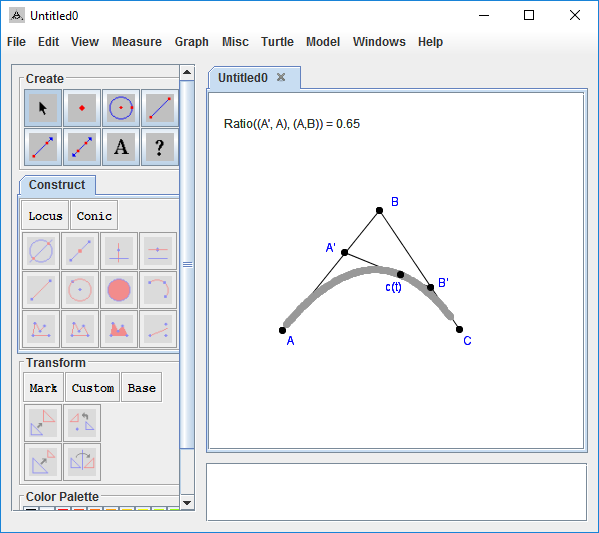 Untitled0
File Edit View Measure Graph Misc Turtle Model Windows Help
Create
A ?
Construct
Locus Conic
Transform
Mark Custom Base
Color Palette
Untitled0
Ratio((A', A), (A,B)) = 0.65
B
A'
c(t)
B'
A
C